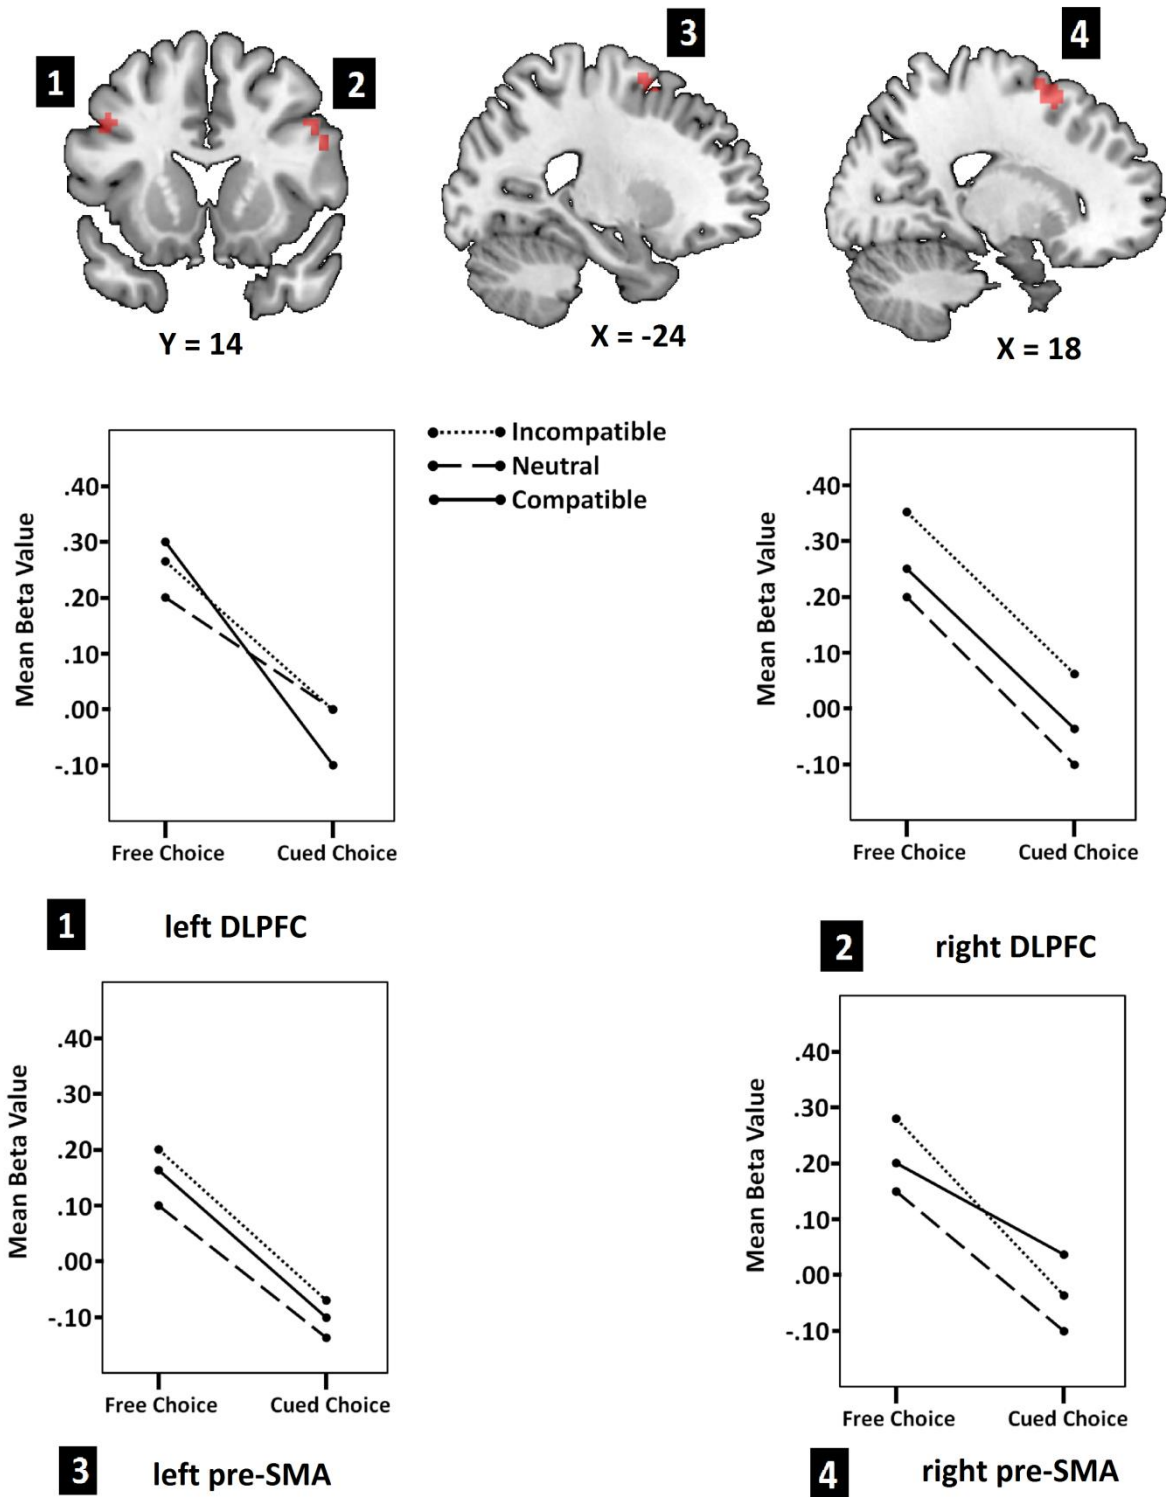 1
2
3
4
Y = 14
X = -24
X = 18
Incompatible
Neutral
Compatible
Mean Beta Value
.40
.30
.20
.10
.00
-.10
Free Choice
Cued Choice
1 left DLPFC
Mean Beta Value
.40
.30
.20
.10
.00
-.10
Free Choice
Cued Choice
2 right DLPFC
Mean Beta Value
.40
.30
.20
.10
.00
-.10
Free Choice
Cued Choice
3 left pre-SMA
Mean Beta Value
.40
.30
.20
.10
.00
-.10
Free Choice
Cued Choice
4 right pre-SMA